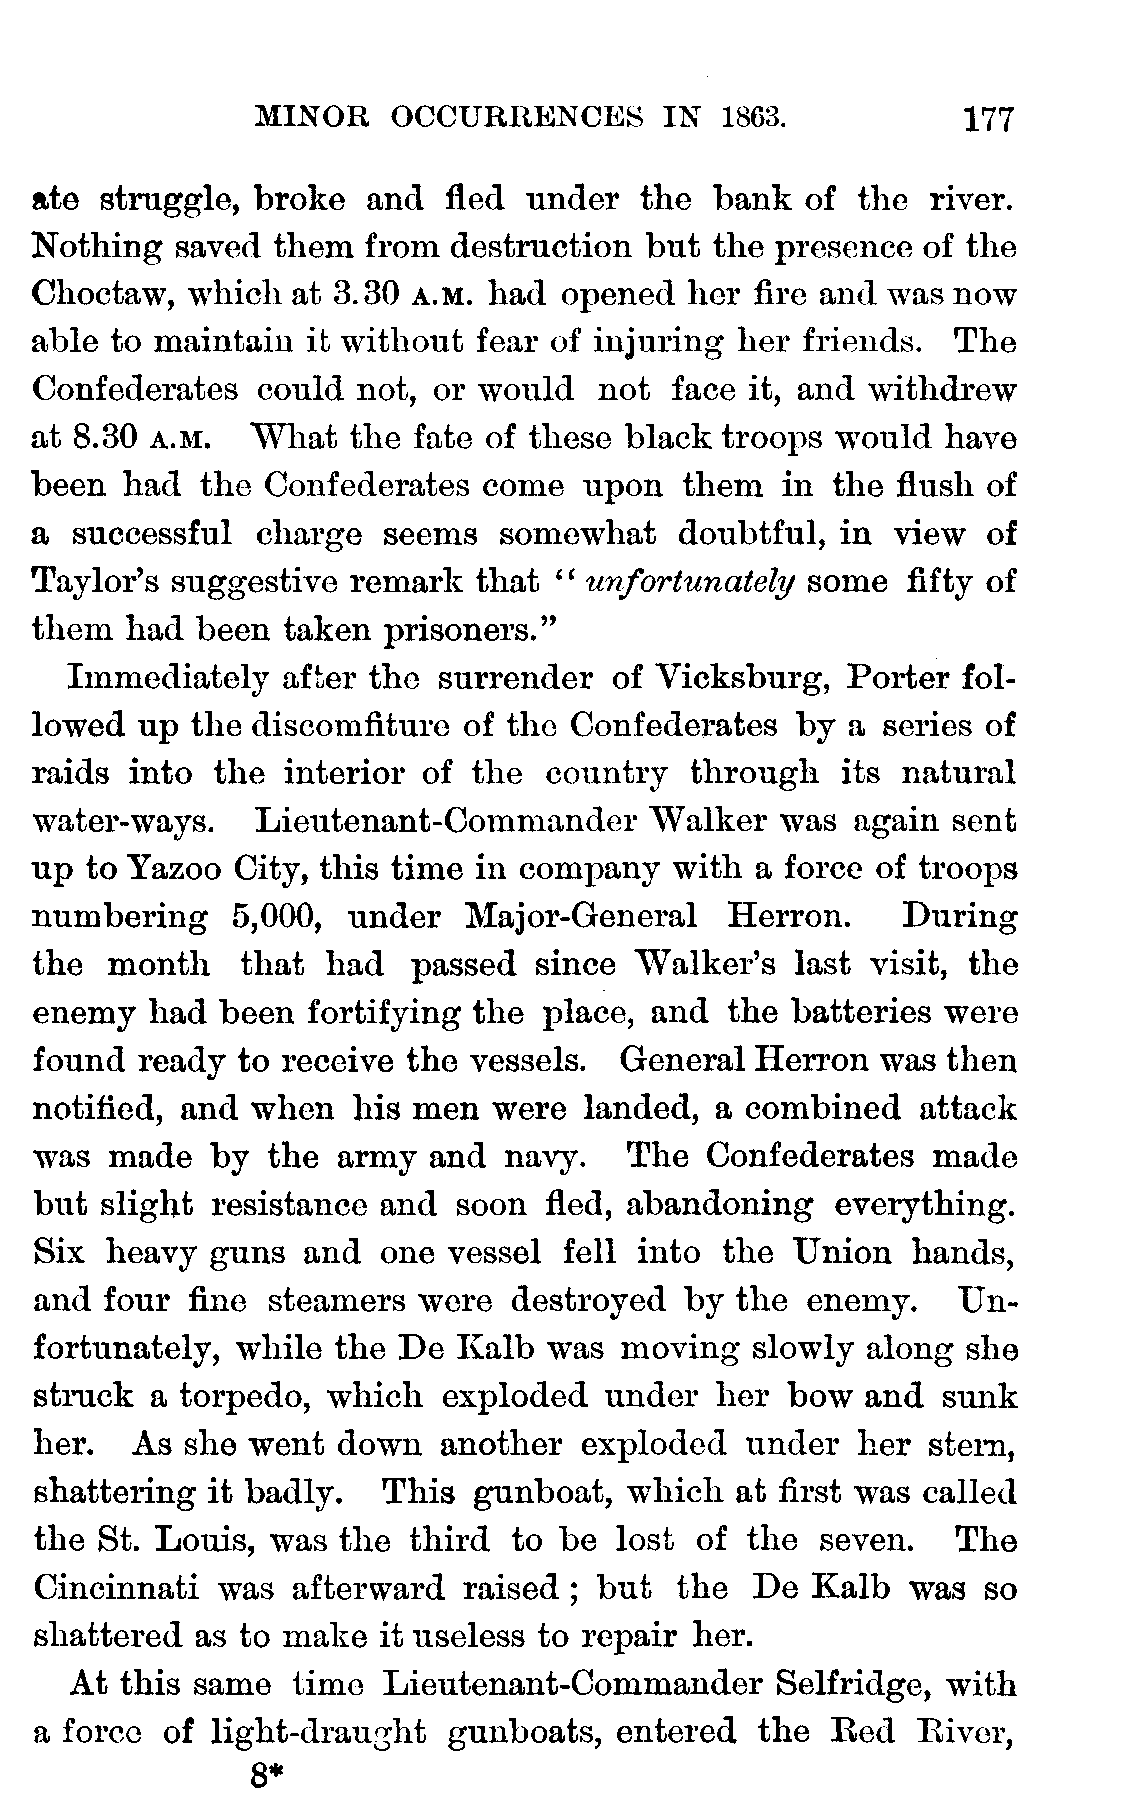 MINOR OCCURRENCES IN 1863. 177
ate struggle, broke and fled under the bank of the river.
Nothing saved them from destruction but the presence of the
Choctaw, which at 3.30 A.M. had opened her fire and was now
able to maintain it without fear of injuring her friends. The
Confederates could not, or would not face it, and withdrew
at 8.30 A.M. What the fate of these black troops would have
been had the Confederates come upon them in the flush of
a successful charge seems somewhat doubtful, in view of
Taylor's suggestive remark that "unfortunately some fifty of
them had been taken prisoners."
Immediately after the surrender of Vicksburg, Porter fol-
lowed up the discomfiture of the Confederates by a series of
raids into the interior of the country through its natural
water-ways. Lieutenant-Commander Walker was again sent
up to Yazoo City, this time in company with a force of troops
numbering 5,000, under Major-General Herron. During
the month that had passed since Walker's last visit, the
enemy had been fortifying the place, and the batteries were
found ready to receive the vessels. General Herron was then
notified, and when his men were landed, a combined attack
was made by the army and navy. The Confederates made
but slight resistance and soon fled, abandoning everything.
Six heavy guns and one vessel fell into the Union hands,
and four fine steamers were destroyed by the enemy. Un-
fortunately, while the De Kalb was moving slowly along she
struck a torpedo, which exploded under her bow and sunk
her. As she went down another exploded under her stern,
shattering it badly. This gunboat, which at first was called
the St. Louis, was the third to be lost of the seven. The
Cincinnati was afterward raised; but the De Kalb was so
shattered as to make it useless to repair her.
At this same time Lieutenant-Commander Selfridge, with
a force of light-draught gunboats, entered the Red River,
8*